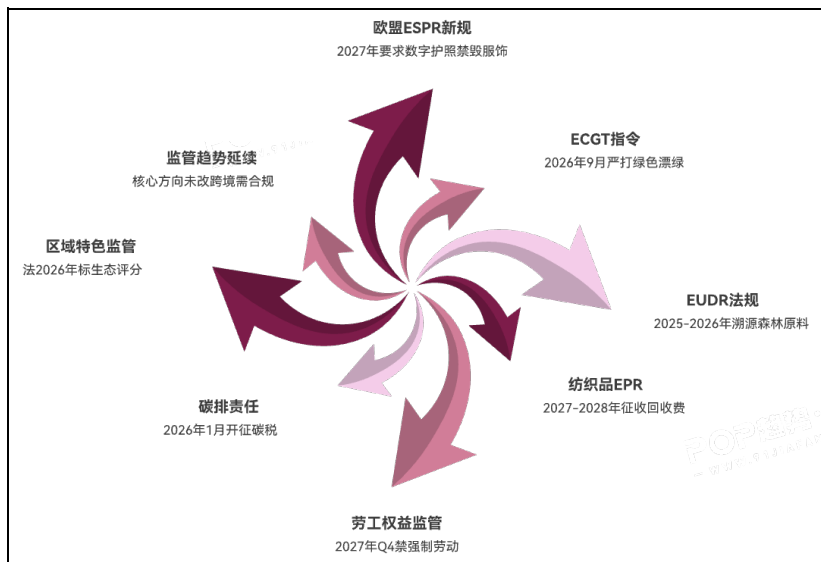 欧盟ESPR新规
2027年要求数字护照禁毁服饰
ECGT指令
2026年9月严打绿色漂绿
EUDR法规
2025-2026年溯源森林原料
纺织品EPR
2027-2028年征收回收费
劳工权益监管
2027年Q4禁强制劳动
碳排责任
2026年1月开征碳税
区域特色监管
法2026年标生态评分
监管趋势延续
核心方向未改跨境需合规